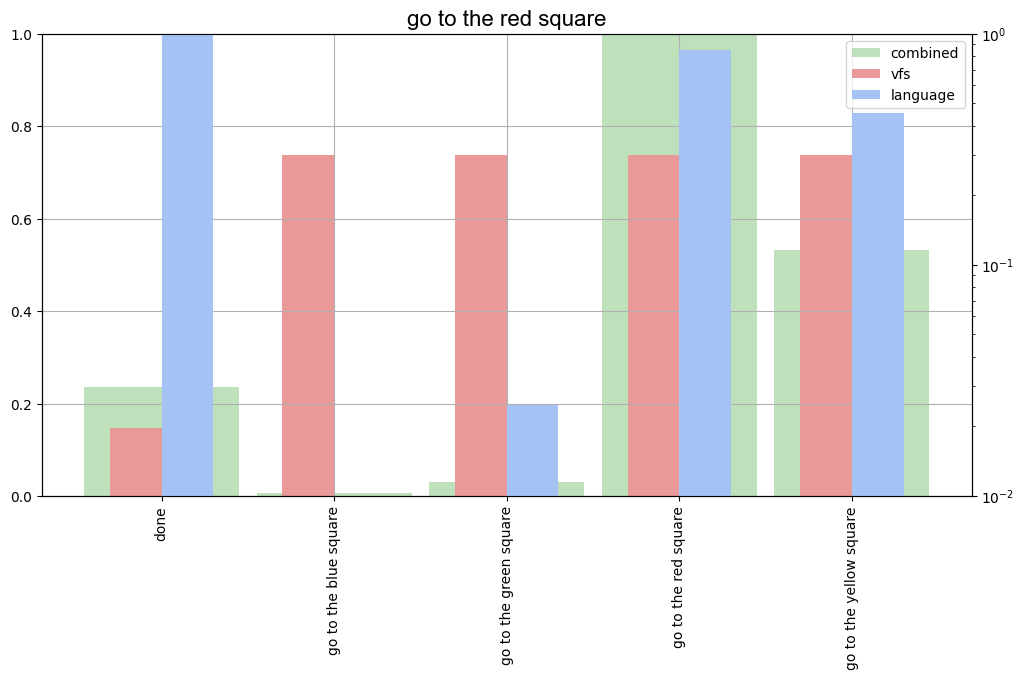 go to the red square
1.0
0.8
0.6
0.4
0.2
0.0
10⁰
10⁻¹
10⁻²
combined
vfs
language
done
go to the blue square
go to the green square
go to the red square
go to the yellow square